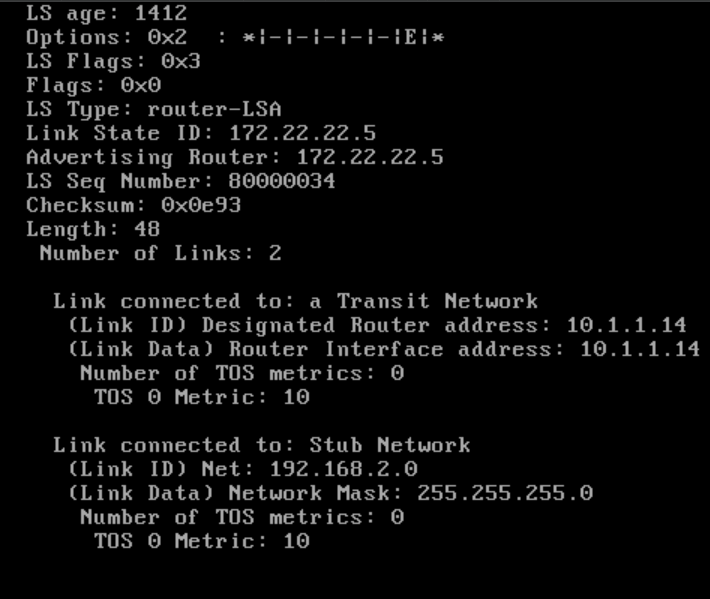 LS age: 1412
Options: 0x2  : *|-|-|-|-|-|E|*
LS Flags: 0x3
Flags: 0x0
LS Type: router-LSA
Link State ID: 172.22.22.5
Advertising Router: 172.22.22.5
LS Seq Number: 80000034
Checksum: 0x0e93
Length: 48
Number of Links: 2
Link connected to: a Transit Network
(Link ID) Designated Router address: 10.1.1.14
(Link Data) Router Interface address: 10.1.1.14
Number of TOS metrics: 0
TOS 0 Metric: 10
Link connected to: Stub Network
(Link ID) Net: 192.168.2.0
(Link Data) Network Mask: 255.255.255.0
Number of TOS metrics: 0
TOS 0 Metric: 10